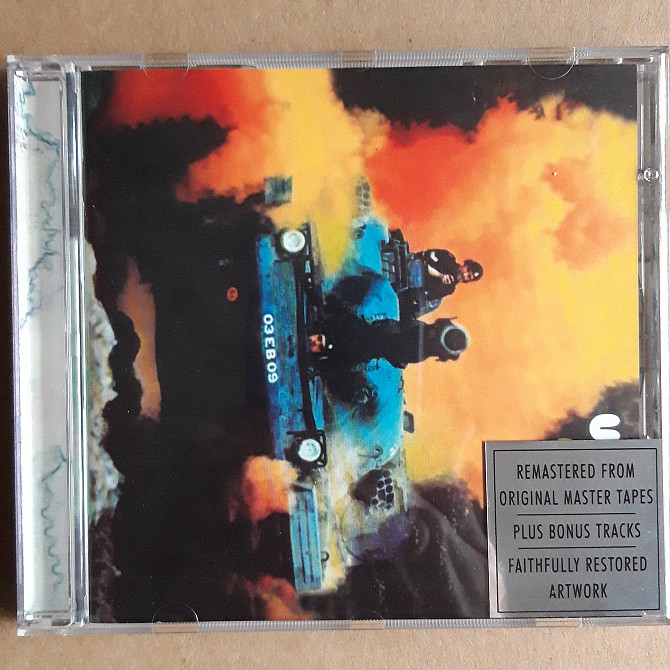 03EB09
REMASTERED FROM
ORIGINAL MASTER TAPES
PLUS BONUS TRACKS
FAITHFULLY RESTORED
ARTWORK